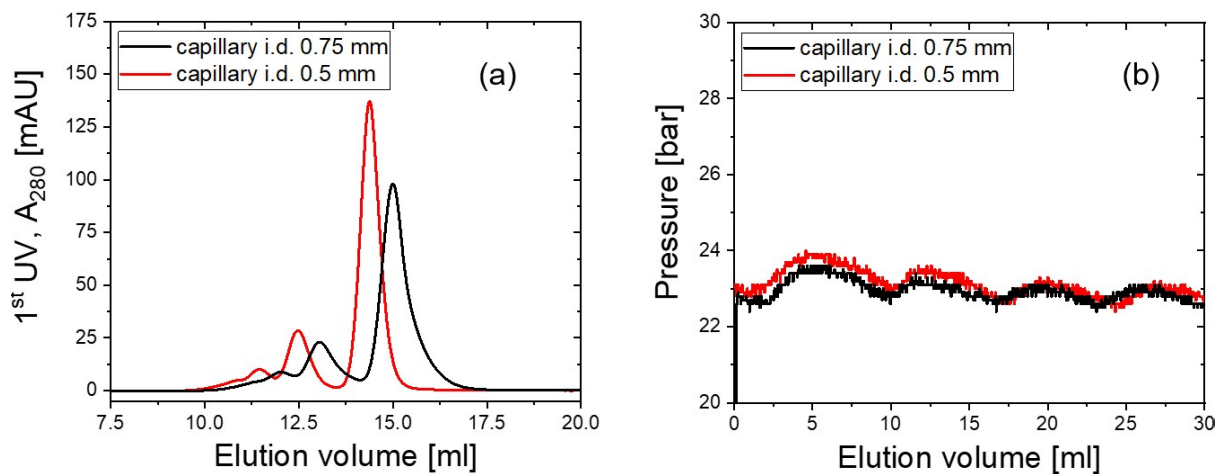 capillary i.d. 0.75 mm
capillary i.d. 0.5 mm
(a)
1st UV, A280 [mAU]
175
150
125
100
75
50
25
0
7.5 10.0 12.5 15.0 17.5 20.0
Elution volume [ml]
capillary i.d. 0.75 mm
capillary i.d. 0.5 mm
(b)
Pressure [bar]
30
28
26
24
22
20
0 5 10 15 20 25 30
Elution volume [ml]